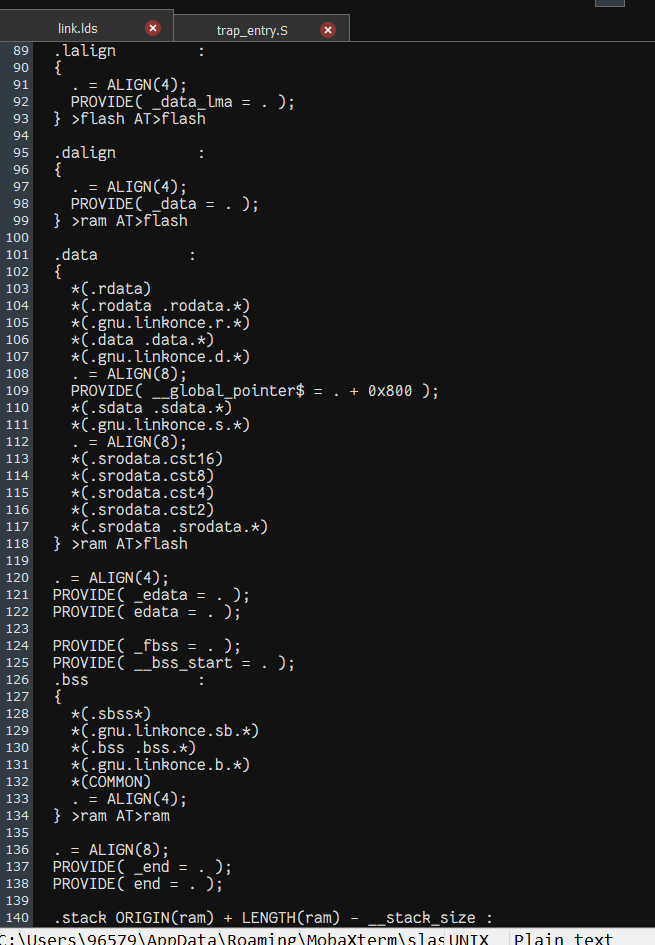 link.lds
trap_entry.S
89 .lalign :
90 {
91 . = ALIGN(4);
92 PROVIDE( _data_lma = . );
93 } >flash AT>flash
94
95 .dalign :
96 {
97 . = ALIGN(4);
98 PROVIDE( _data = . );
99 } >ram AT>flash
100
101 .data :
102 {
103 *(.rdata)
104 *(.rodata .rodata.*)
105 *(.gnu.linkonce.r.*)
106 *(.data .data.*)
107 *(.gnu.linkonce.d.*)
108 . = ALIGN(8);
109 PROVIDE( __global_pointer$ = . + 0x800 );
110 *(.sdata .sdata.*)
111 *(.gnu.linkonce.s.*)
112 . = ALIGN(8);
113 *(.srodata.cst16)
114 *(.srodata.cst8)
115 *(.srodata.cst4)
116 *(.srodata.cst2)
117 *(.srodata .srodata.*)
118 } >ram AT>flash
119
120 . = ALIGN(4);
121 PROVIDE( _edata = . );
122 PROVIDE( edata = . );
123
124 PROVIDE( _fbss = . );
125 PROVIDE( __bss_start = . );
126 .bss :
127 {
128 *(.sbss*)
129 *(.gnu.linkonce.sb.*)
130 *(.bss .bss.*)
131 *(.gnu.linkonce.b.*)
132 *(COMMON)
133 . = ALIGN(4);
134 } >ram AT>ram
135
136 . = ALIGN(8);
137 PROVIDE( _end = . );
138 PROVIDE( end = . );
139
140 .stack ORIGIN(ram) + LENGTH(ram) - __stack_size :
C:\Users\96579\AppData\Roaming\MobaXterm\slas UNIX Plain text